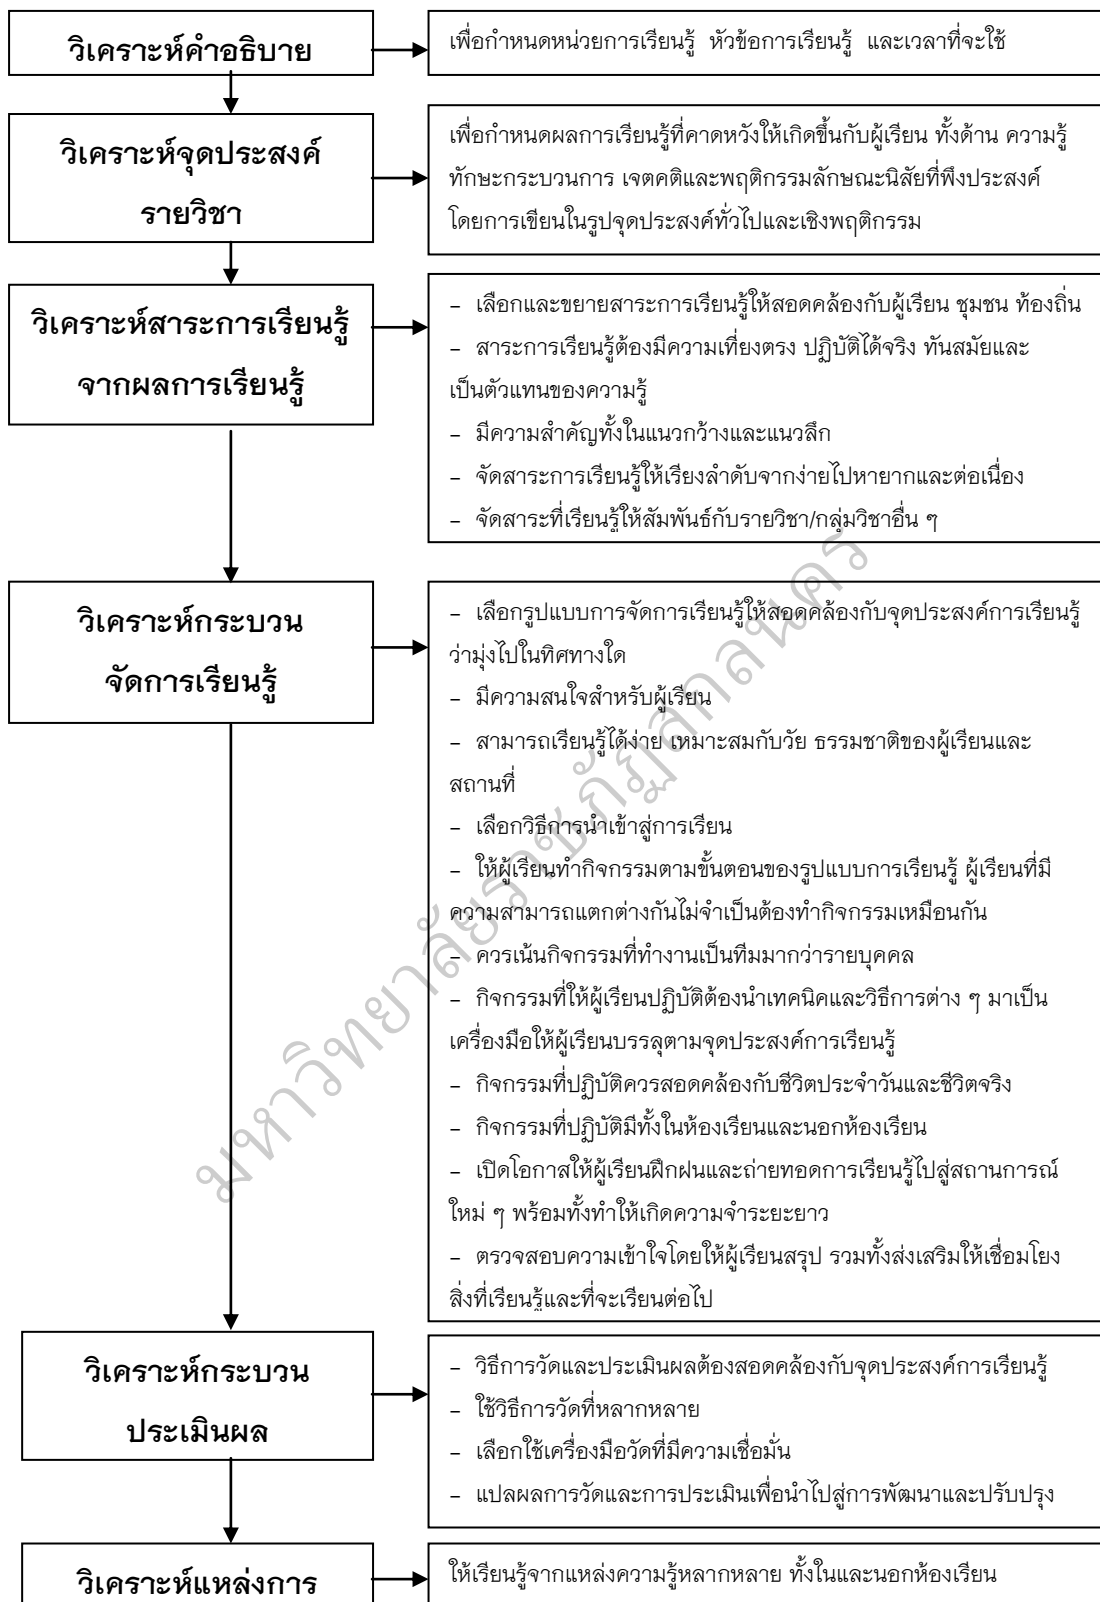 วิเคราะห์คำอธิบาย
เพื่อกำหนดหน่วยการเรียนรู้ หัวข้อการเรียนรู้ และเวลาที่จะใช้
วิเคราะห์จุดประสงค์
รายวิชา
เพื่อกำหนดผลการเรียนรู้ที่คาดหวังให้เกิดขึ้นกับผู้เรียน ทั้งด้าน ความรู้
ทักษะกระบวนการ เจตคติและพฤติกรรมลักษณะนิสัยที่พึงประสงค์
โดยการเขียนในรูปจุดประสงค์ทั่วไปและเชิงพฤติกรรม
วิเคราะห์สาระการเรียนรู้
จากผลการเรียนรู้
- เลือกและขยายสาระการเรียนรู้ให้สอดคล้องกับผู้เรียน ชุมชน ท้องถิ่น
- สาระการเรียนรู้ต้องมีความเที่ยงตรง ปฏิบัติได้จริง ทันสมัยและ
เป็นตัวแทนของความรู้
- มีความสำคัญทั้งในแนวกว้างและแนวลึก
- จัดสาระการเรียนรู้ให้เรียงลำดับจากง่ายไปหายากและต่อเนื่อง
- จัดสาระที่เรียนรู้ให้สัมพันธ์กับรายวิชา/กลุ่มวิชาอื่น ๆ
วิเคราะห์กระบวน
จัดการเรียนรู้
- เลือกรูปแบบการจัดการเรียนรู้ให้สอดคล้องกับจุดประสงค์การเรียนรู้
ว่ามุ่งไปในทิศทางใด
- มีความสนใจสำหรับผู้เรียน
- สามารถเรียนรู้ได้ง่าย เหมาะสมกับวัย ธรรมชาติของผู้เรียนและ
สถานที่
- เลือกวิธีการนำเข้าสู่การเรียน
- ให้ผู้เรียนทำกิจกรรมตามขั้นตอนของรูปแบบการเรียนรู้ ผู้เรียนที่มี
ความสามารถแตกต่างกันไม่จำเป็นต้องทำกิจกรรมเหมือนกัน
- ควรเน้นกิจกรรมที่ทำงานเป็นทีมมากว่ารายบุคคล
- กิจกรรมที่ให้ผู้เรียนปฏิบัติต้องนำเทคนิคและวิธีการต่าง ๆ มาเป็น
เครื่องมือให้ผู้เรียนบรรลุตามจุดประสงค์การเรียนรู้
- กิจกรรมที่ปฏิบัติควรสอดคล้องกับชีวิตประจำวันและชีวิตจริง
- กิจกรรมที่ปฏิบัติมีทั้งในห้องเรียนและนอกห้องเรียน
- เปิดโอกาสให้ผู้เรียนฝึกฝนและถ่ายทอดการเรียนรู้ไปสู่สถานการณ์
ใหม่ ๆ พร้อมทั้งทำให้เกิดความจำระยะยาว
- ตรวจสอบความเข้าใจโดยให้ผู้เรียนสรุป รวมทั้งส่งเสริมให้เชื่อมโยง
สิ่งที่เรียนรู้และที่จะเรียนต่อไป
วิเคราะห์กระบวน
ประเมินผล
- วิธีการวัดและประเมินผลต้องสอดคล้องกับจุดประสงค์การเรียนรู้
- ใช้วิธีการวัดที่หลากหลาย
- เลือกใช้เครื่องมือวัดที่มีความเชื่อมั่น
- แปลผลการวัดและการประเมินเพื่อนำไปสู่การพัฒนาและปรับปรุง
วิเคราะห์แหล่งการ
ให้เรียนรู้จากแหล่งความรู้หลากหลาย ทั้งในและนอกห้องเรียน
มหาวิทยาลัยราชภัฏสกลนคร